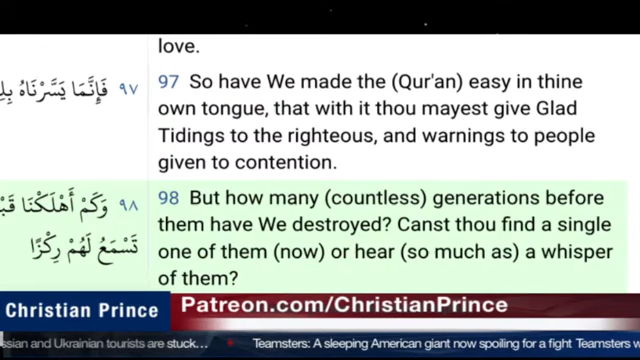 love.
فَإِنَّمَا يَسَّرْنَاهُ ٩٧
97 So have We made the (Qur'an) easy in thine
own tongue, that with it thou mayest give Glad
Tidings to the righteous, and warnings to people
given to contention.
وَكَمْ أَهْلَكْنَا ٩٨
تَسْمَعُ لَهُمْ رِكْزًا
98 But how many (countless) generations before
them have We destroyed? Canst thou find a single
one of them (now) or hear (so much as) a whisper
of them?
Christian Prince
Patreon.com/ChristianPrince
and Ukrainian tourists are stuck... Teamsters: A sleeping American giant now spoiling for a fight Teamsters